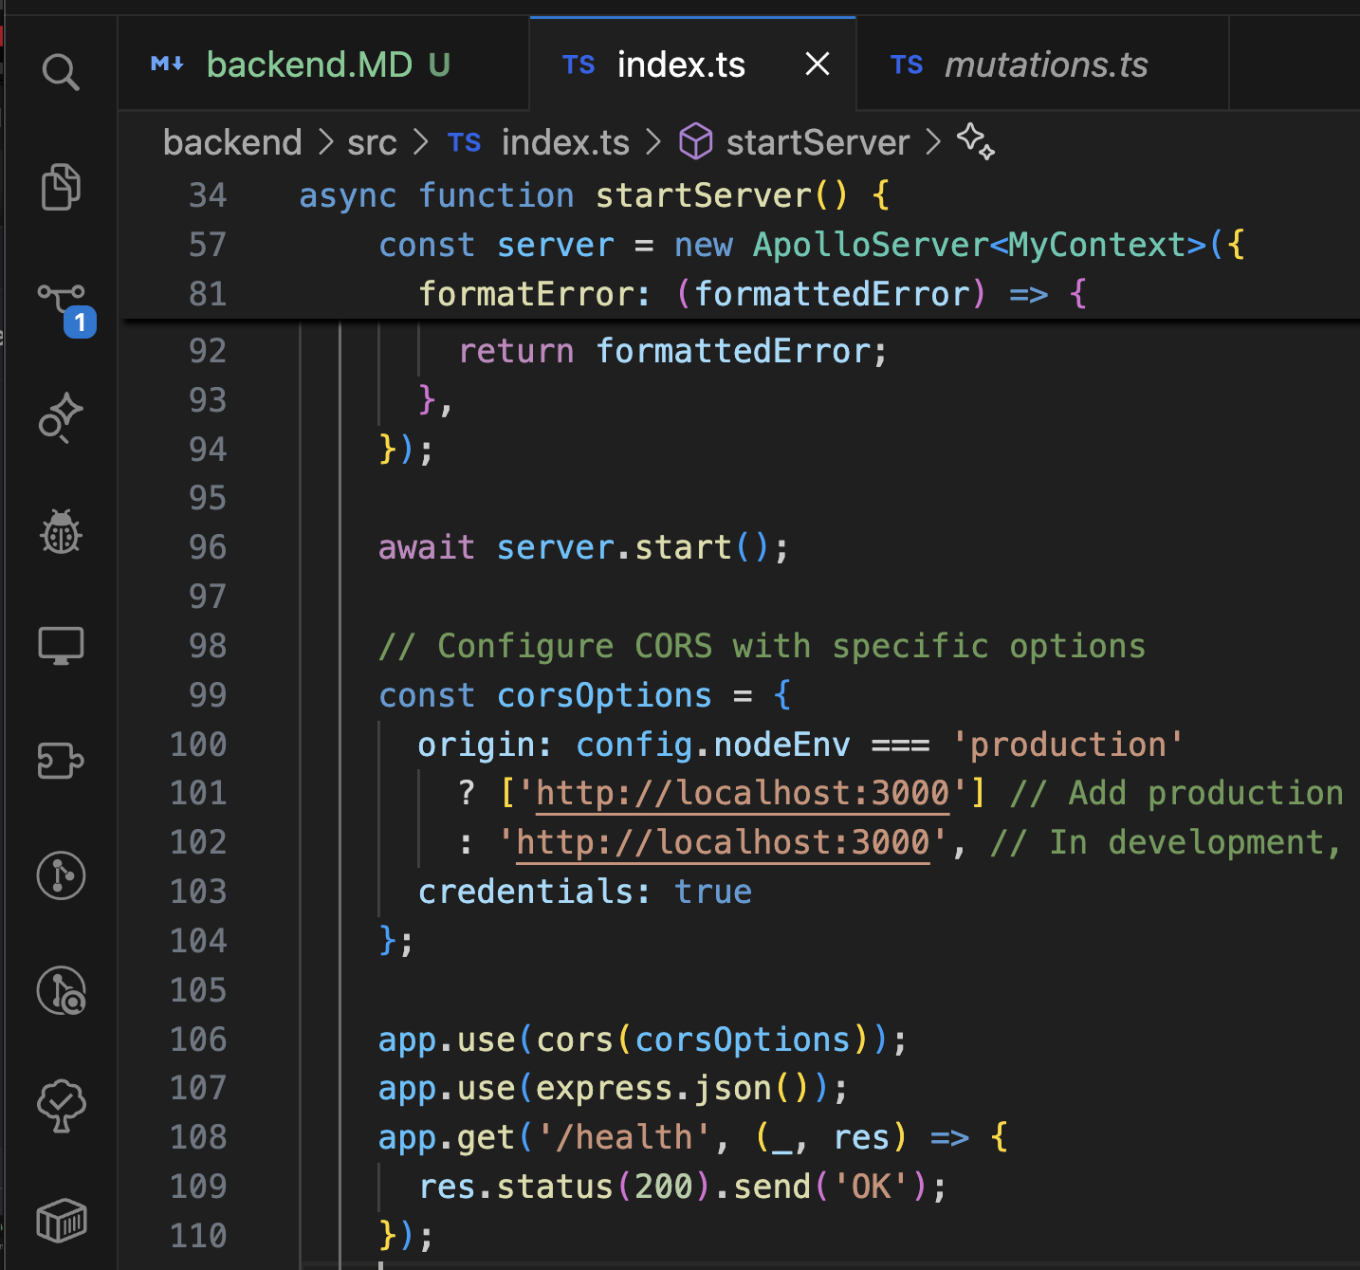 M↓ backend.MD U TS index.ts TS mutations.ts
backend > src > TS index.ts > startServer >
34 async function startServer() {
57 const server = new ApolloServer<MyContext>({
81 formatError: (formattedError) => {
92 return formattedError;
93 },
94 });
95
96 await server.start();
97
98 // Configure CORS with specific options
99 const corsOptions = {
100 origin: config.nodeEnv === 'production'
101 ? ['http://localhost:3000'] // Add production
102 : 'http://localhost:3000', // In development,
103 credentials: true
104 };
105
106 app.use(cors(corsOptions));
107 app.use(express.json());
108 app.get('/health', (_, res) => {
109 res.status(200).send('OK');
110 });
1